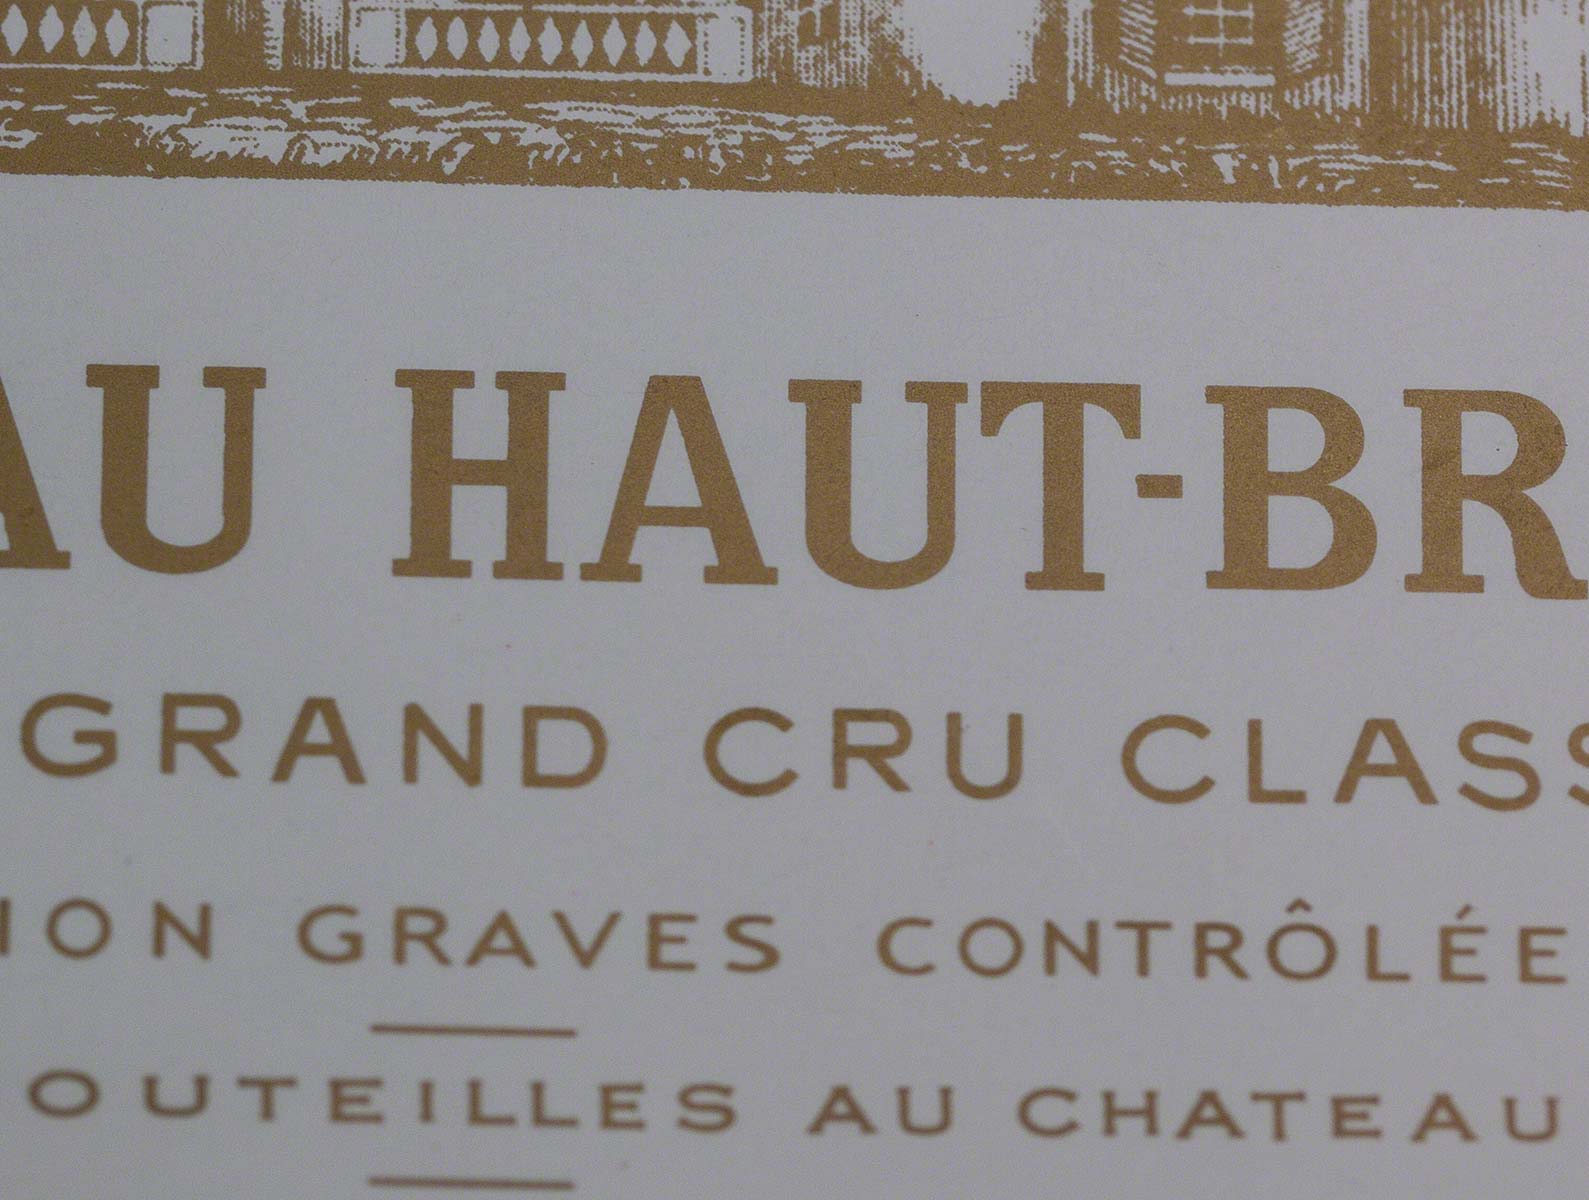 AU HAUT-BR
GRAND CRU CLASS
ION GRAVES CONTRÔLÉE
OUTEILLES AU CHATEAU